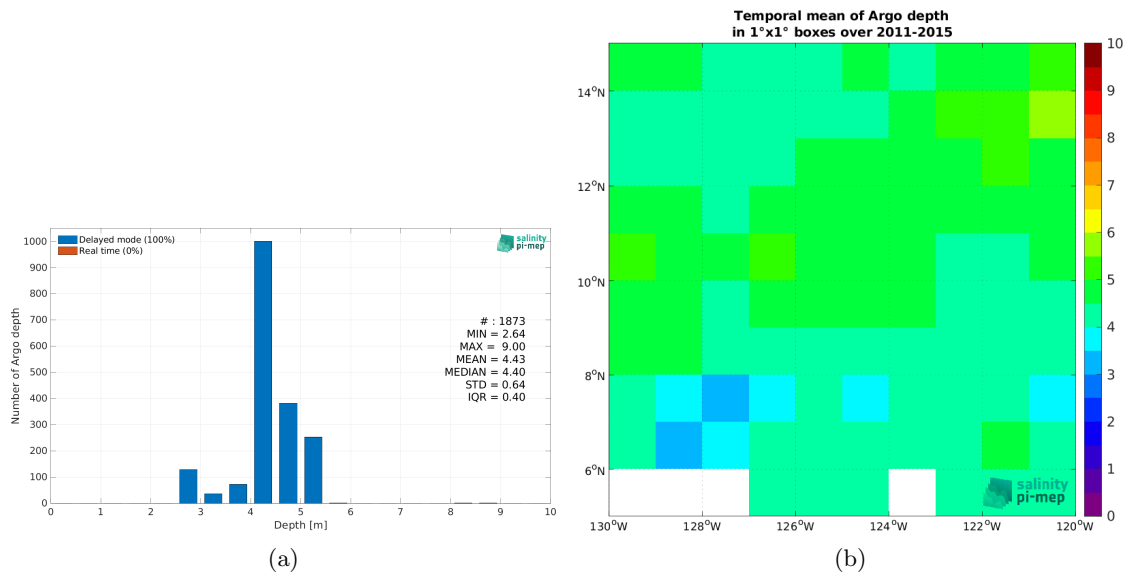 Delayed mode (100%)
Real time (0%)
salinity
pi-mep
1000
900
800
700
600
500
400
300
200
100
0
Number of Argo depth
# : 1873
MIN = 2.64
MAX = 9.00
MEAN = 4.43
MEDIAN = 4.40
STD = 0.64
IQR = 0.40
0 1 2 3 4 5 6 7 8 9 10
Depth [m]
(a)
Temporal mean of Argo depth
in 1°x1° boxes over 2011-2015
14°N
12°N
10°N
8°N
6°N
130°W 128°W 126°W 124°W 122°W 120°W
salinity
pi-mep
10
9
8
7
6
5
4
3
2
1
0
(b)